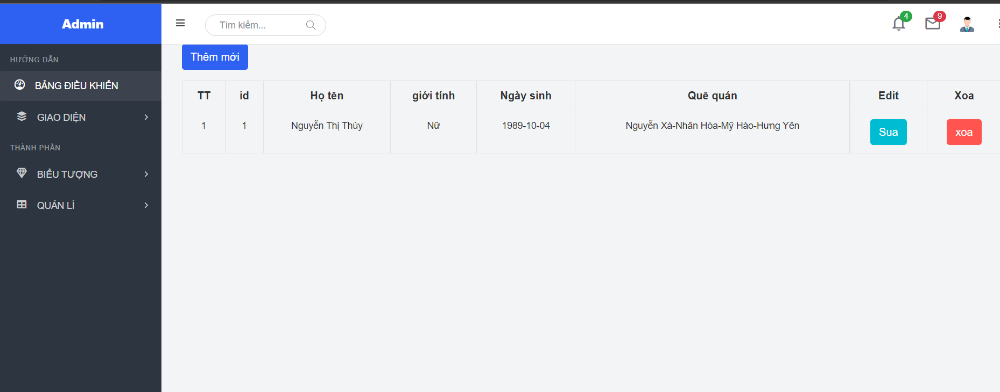 Admin
Tìm kiếm...
4
9
HƯỚNG DẪN
BẢNG ĐIỀU KHIỂN
GIAO DIỆN
THÀNH PHẦN
BIỂU TƯỢNG
QUẢN LÍ
Thêm mới
TT id Họ tên giới tính Ngày sinh Quê quán Edit Xoa
1 1 Nguyễn Thị Thùy Nữ 1989-10-04 Nguyễn Xá-Nhân Hòa-Mỹ Hào-Hưng Yên Sua xoa